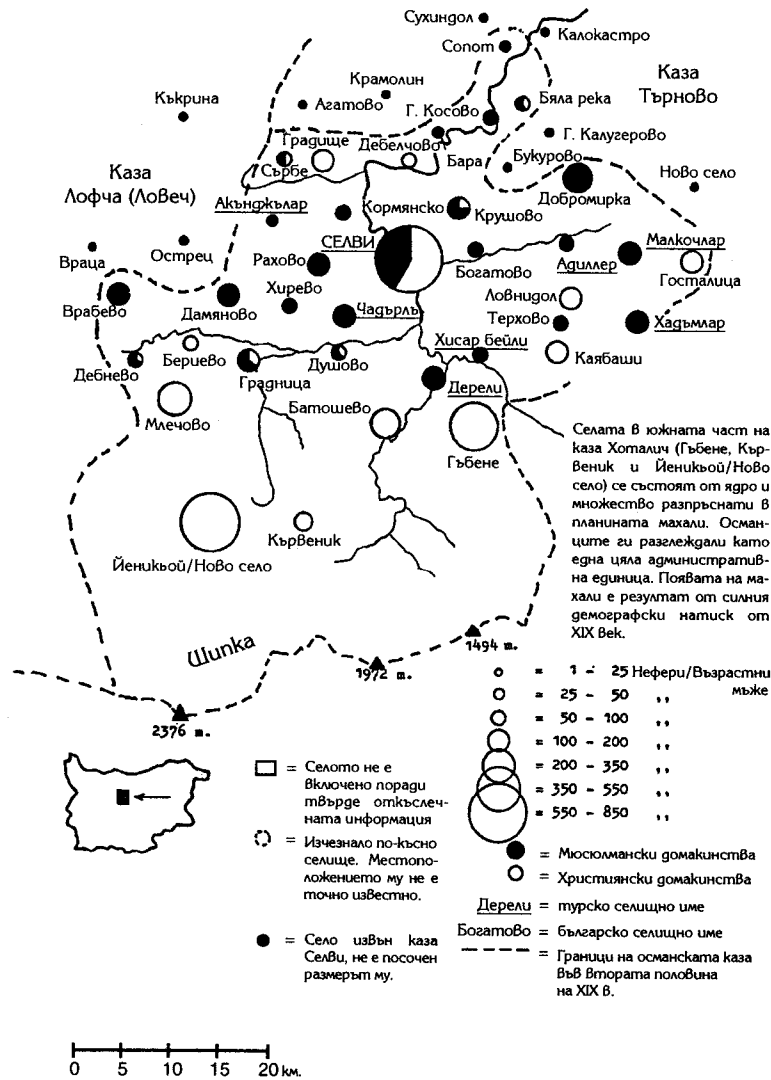 Сухиндол
Сопот
Калокастро
Крамолин
Каза
Търново
Къкрина
Агатово
Г. Косово
Бяла река
Градище
Дебелчово
Г. Калугерово
Каза
Лофча (Ловеч)
Сърбе
Бара
Букурово
Ново село
Добромирка
Акънджълар
Кормянско
Крушово
СЕЛВИ
Малкочлар
Враца
Острец
Рахово
Богатово
Адиллер
Госталица
Хирево
Ловнидол
Врабево
Дамяново
Чадърлъ
Терхово
Хадъмлар
Хисар бейли
Дебнево
Бериево
Градница
Душово
Каябаши
Дерели
Млечово
Батошево
Гъбене
Селата в южната част на
каза Хоталич (Гъбене, Кър-
веник и Йеникьой/Ново
село) се състоят от ядро и
множество разпръснати в
планината махали. Осман-
ците ги разглеждали като
една цяла административ-
на единица. Появата на ма-
хали е резултат от силния
демографски натиск от
XIX век.
Йеникьой/Ново село
Кървеник
Шипка
1494 m.
1972 m.
2376 m.
= 1 - 25 Нефери/Възрастни
мъже
= 25 - 50 ,,
= 50 - 100 ,,
= 100 - 200 ,,
= 200 - 350 ,,
= 350 - 550 ,,
= 550 - 850 ,,
= Селото не е
включено поради
твърде откъслеч-
ната информация
= Изчезнало по-късно
селище. Местопо-
ложението му не е
точно известно.
= Село извън каза
Селви, не е посочен
размерът му.
= Мюсюлмански домакинства
= Християнски домакинства
Дерели = турско селищно име
Богатово = българско селищно име
= Граници на османската каза
във втората половина
на XIX в.
0 5 10 15 20 км.